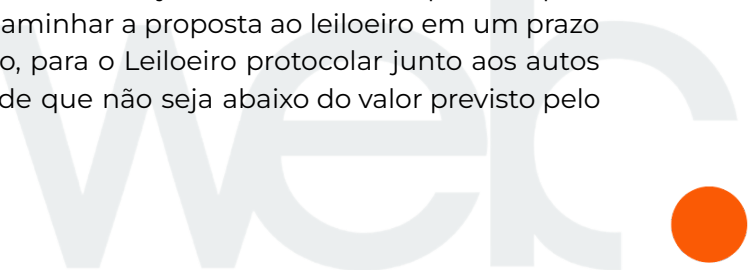 aminhar a proposta ao leiloeiro em um prazo
o, para o Leiloeiro protocolar junto aos autos
de que não seja abaixo do valor previsto pelo
web.